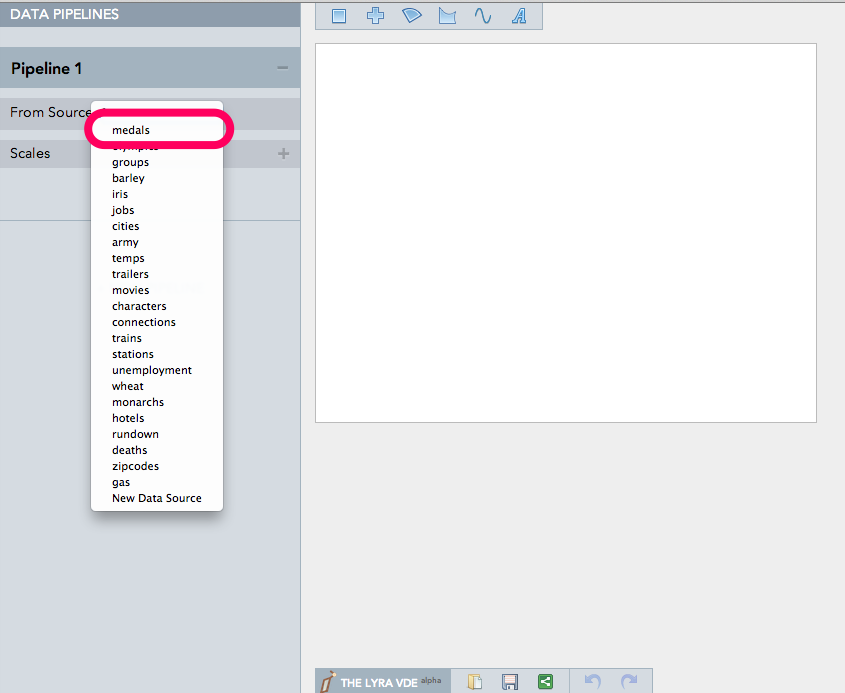 DATA PIPELINES
Pipeline 1
From Source
medals
olympics
groups
barley
iris
jobs
cities
army
temps
trailers
movies
characters
connections
trains
stations
unemployment
wheat
monarchs
hotels
rundown
deaths
zipcodes
gas
New Data Source
Scales
A
THE LYRA VDE alpha